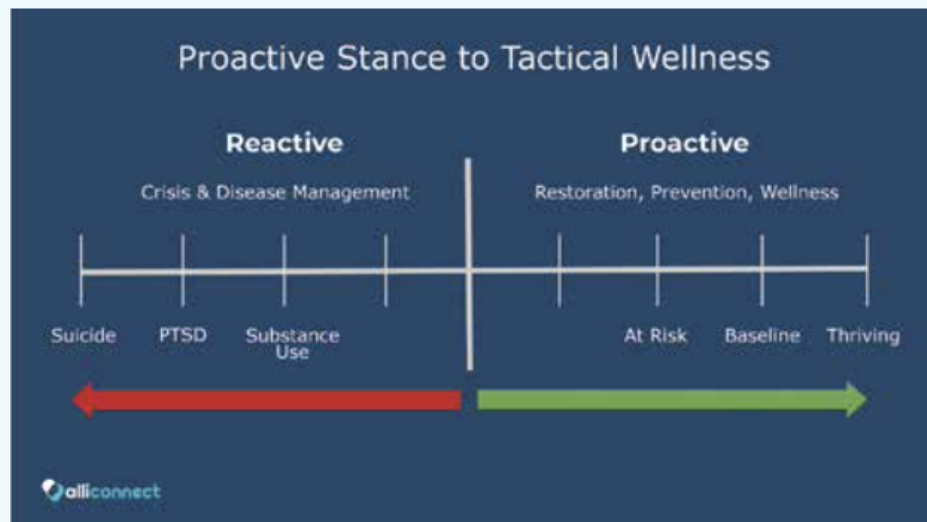 Proactive Stance to Tactical Wellness
Reactive
Proactive
Crisis & Disease Management
Restoration, Prevention, Wellness
Suicide
PTSD
Substance
Use
At Risk
Baseline
Thriving
alliconnect